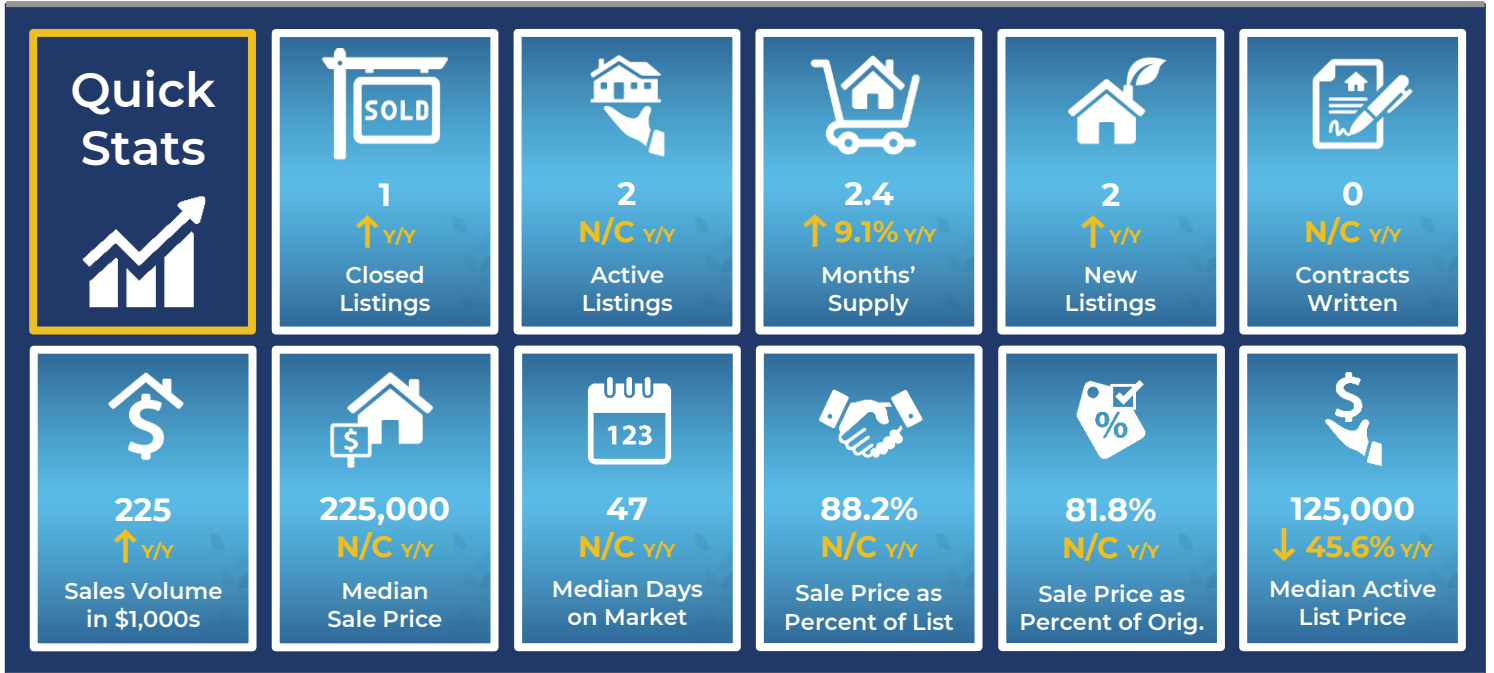 Quick
Stats
SOLD
1
↑ Y/Y
Closed
Listings
2
N/C Y/Y
Active
Listings
2.4
↑ 9.1% Y/Y
Months’
Supply
2
↑ Y/Y
New
Listings
0
N/C Y/Y
Contracts
Written
$
225
↑ Y/Y
Sales Volume
in $1,000s
$
225,000
N/C Y/Y
Median
Sale Price
123
47
N/C Y/Y
Median Days
on Market
88.2%
N/C Y/Y
Sale Price as
Percent of List
%
81.8%
N/C Y/Y
Sale Price as
Percent of Orig.
$
125,000
↓ 45.6% Y/Y
Median Active
List Price